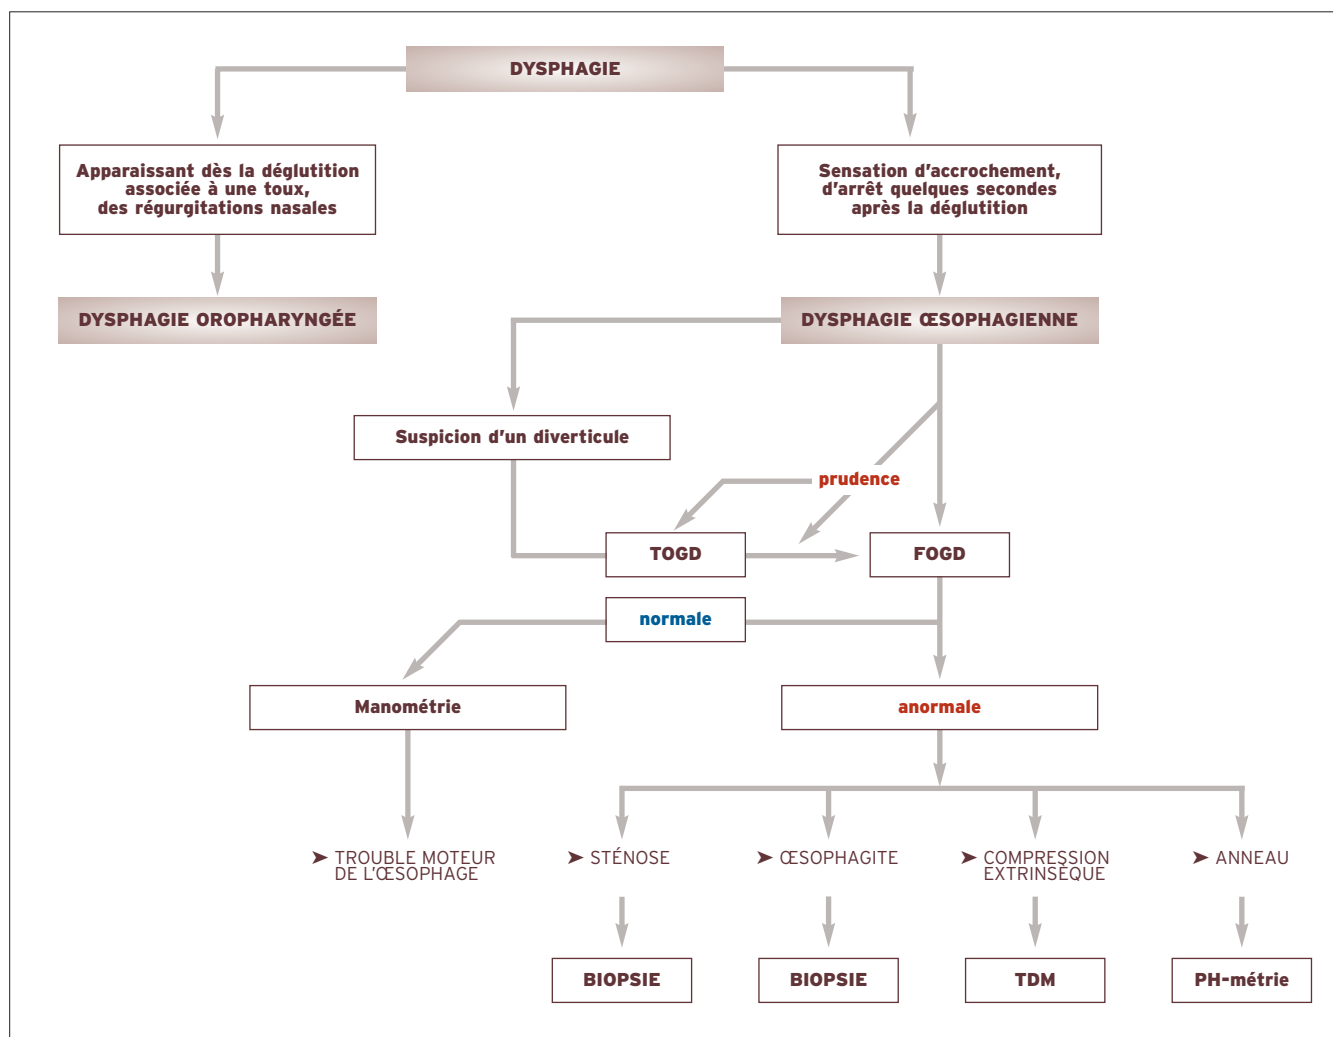 DYSPHAGIE
Apparaissant dès la déglutition
associée à une toux,
des régurgitations nasales
Sensation d'accrochement,
d'arrêt quelques secondes
après la déglutition
DYSPHAGIE OROPHARYNGÉE
DYSPHAGIE ŒSOPHAGIENNE
Suspicion d'un diverticule
prudence
TOGD
FOGD
normale
Manométrie
anormale
➤ TROUBLE MOTEUR
DE L'ŒSOPHAGE
➤ STÉNOSE
➤ ŒSOPHAGITE
➤ COMPRESSION
EXTRINSÈQUE
➤ ANNEAU
BIOPSIE
BIOPSIE
TDM
PH-métrie